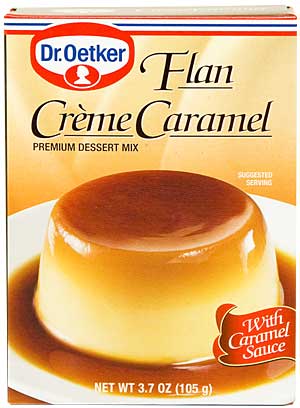 Dr.Oetker
Flan
Crème Caramel
PREMIUM DESSERT MIX
SUGGESTED
SERVING
With
Caramel
Sauce
NET WT 3.7 OZ (105 g)